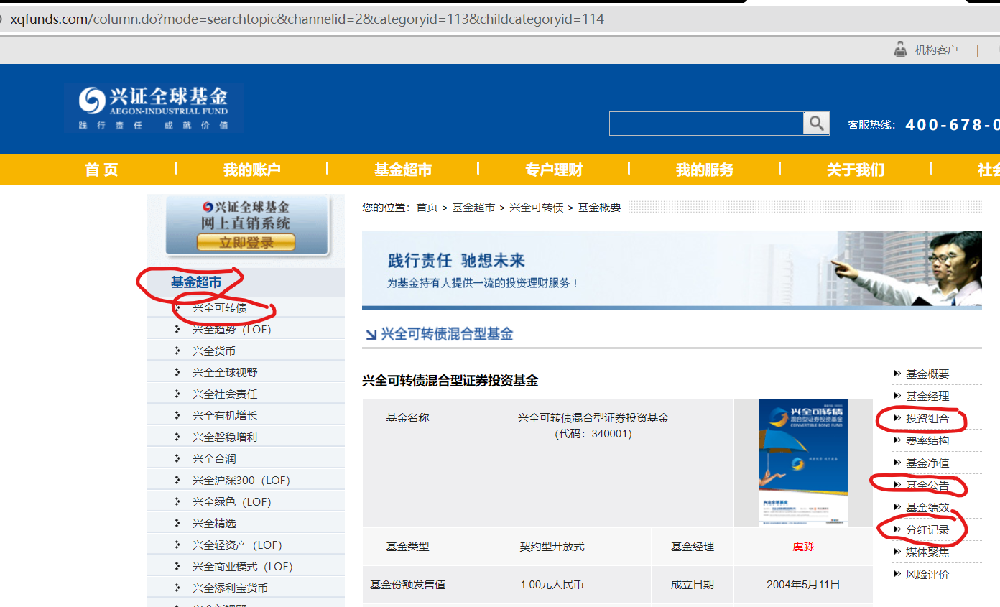 xqfunds.com/column.do?mode=searchtopic&channelid=2&categoryid=113&childcategoryid=114
机构客户 |
兴证全球基金
AEGON-INDUSTRIAL FUND
践行责任 成就价值
客服热线: 400-678-0
首 页 | 我的账户 | 基金超市 | 专户理财 | 我的服务 | 关于我们 | 社会
兴证全球基金
网上直销系统
立即登录
基金超市
兴全可转债
兴全趋势（LOF）
兴全货币
兴全全球视野
兴全社会责任
兴全有机增长
兴全磐稳增利
兴全合润
兴全沪深300（LOF）
兴全绿色（LOF）
兴全精选
兴全轻资产（LOF）
兴全商业模式（LOF）
兴全添利宝货币
您的位置：首页 > 基金超市 > 兴全可转债 > 基金概要
践行责任 驰想未来
为基金持有人提供一流的投资理财服务！
兴全可转债混合型基金
兴全可转债混合型证券投资基金
基金名称
兴全可转债混合型证券投资基金
（代码：340001）
兴全可转债
混合型证券投资基金
CONVERTIBLE BOND FUND
基金类型 契约型开放式 基金经理 虞淼
基金份额发售值 1.00元人民币 成立日期 2004年5月11日
基金概要
基金经理
投资组合
费率结构
基金净值
基金公告
基金绩效
分红记录
媒体聚焦
风险评价